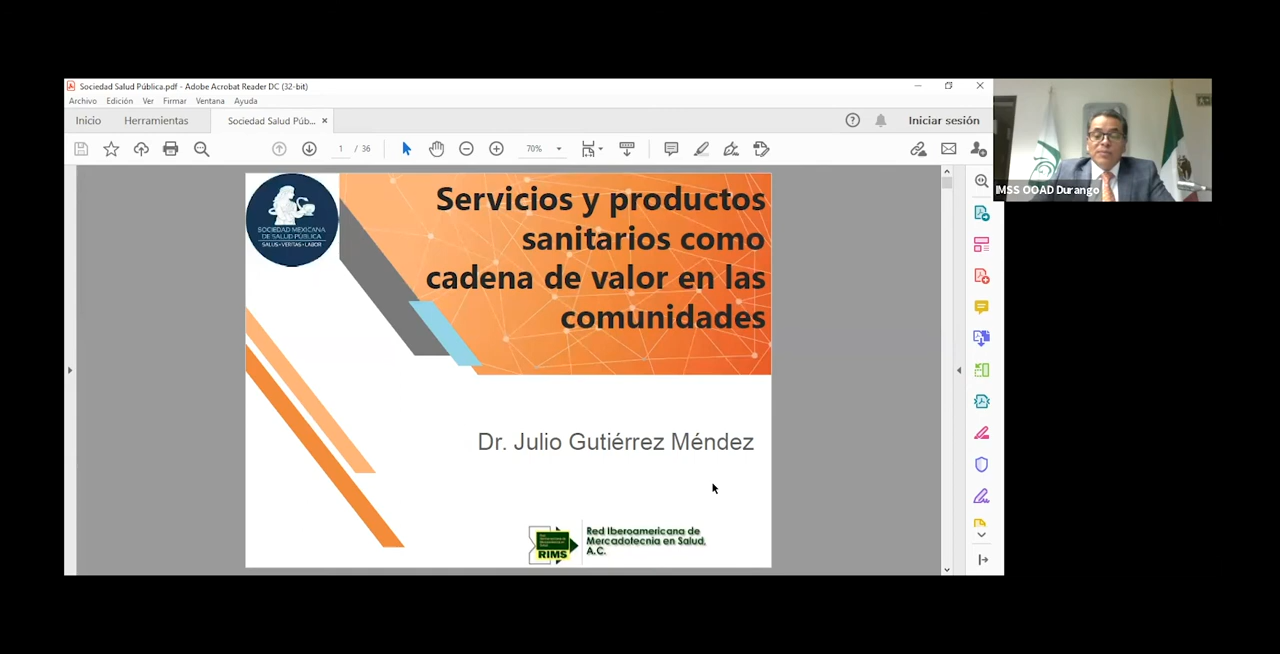 Sociedad Salud Pública.pdf - Adobe Acrobat Reader DC (32-bit)
Archivo Edición Ver Firmar Ventana Ayuda
Inicio Herramientas Sociedad Salud Púb... × Iniciar sesión
1 / 36 70%
SOCIEDAD MEXICANA
DE SALUD PÚBLICA
SALUS•VERITAS•LABOR
Servicios y productos
sanitarios como
cadena de valor en las
comunidades
Dr. Julio Gutiérrez Méndez
RIMS
Red Iberoamericana de
Mercadotecnia en Salud,
A.C.
IMSS OOAD Durango